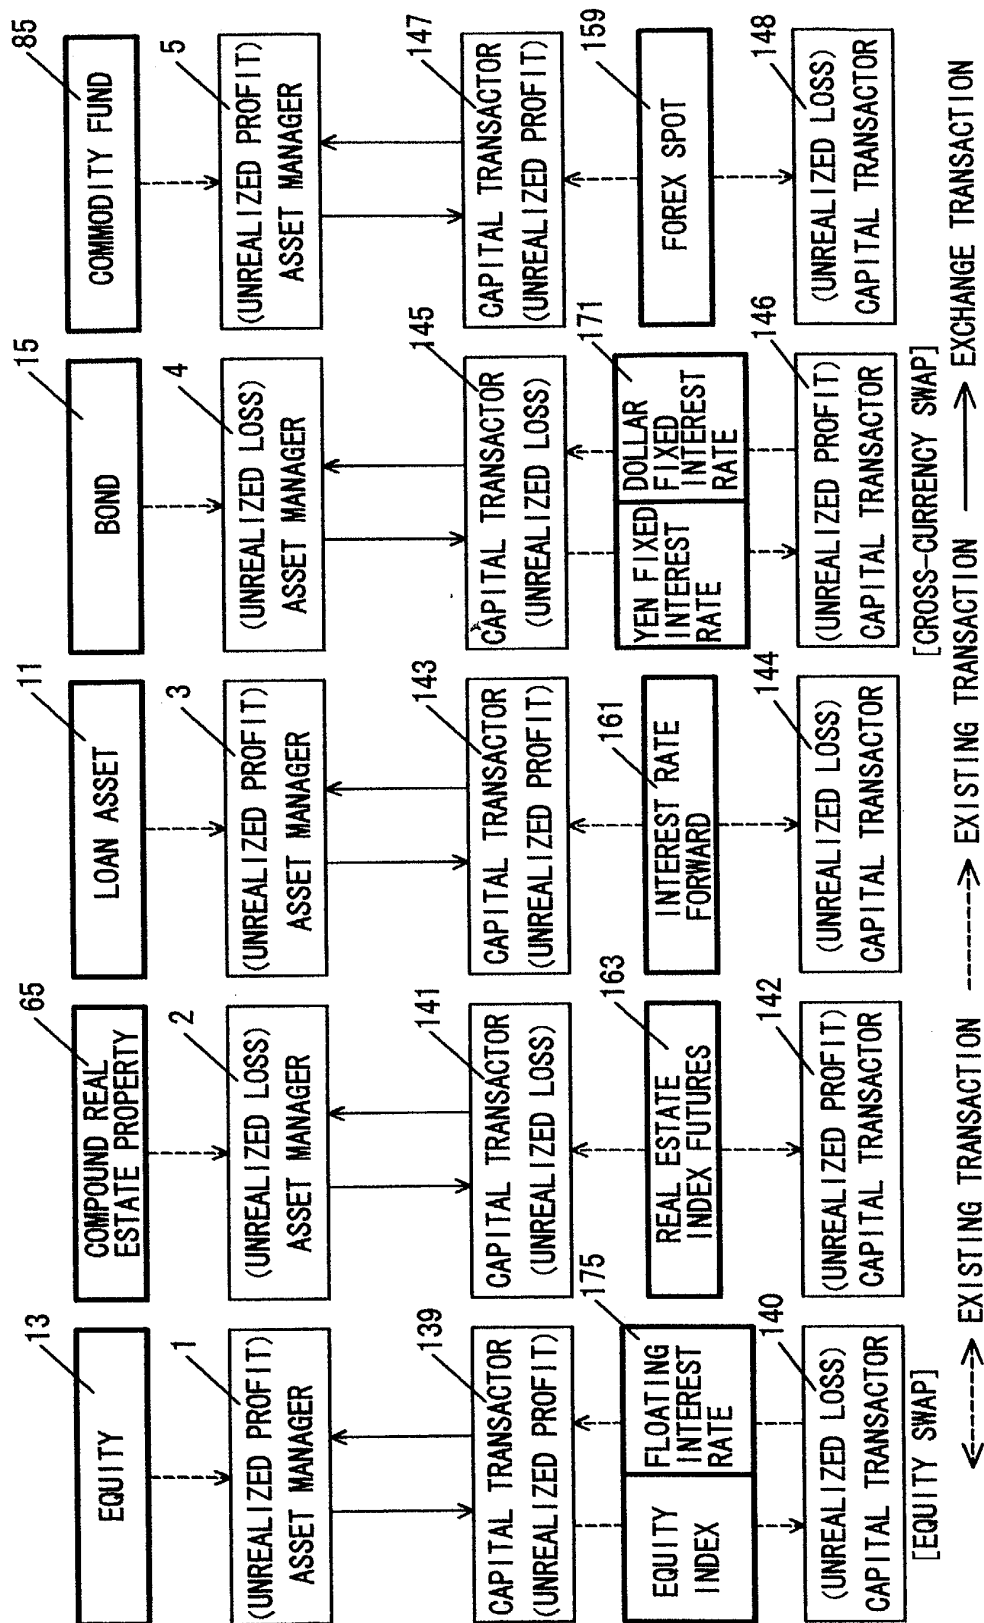 13
EQUITY
1
(UNREALIZED PROFIT)
ASSET MANAGER
139
CAPITAL TRANSACTOR
(UNREALIZED PROFIT)
175
EQUITY
INDEX
FLOATING
INTEREST
RATE
140
(UNREALIZED LOSS)
CAPITAL TRANSACTOR
[EQUITY SWAP]
65
COMPOUND REAL
ESTATE PROPERTY
2
(UNREALIZED LOSS)
ASSET MANAGER
141
CAPITAL TRANSACTOR
(UNREALIZED LOSS)
163
REAL ESTATE
INDEX FUTURES
142
(UNREALIZED PROFIT)
CAPITAL TRANSACTOR
11
LOAN ASSET
3
(UNREALIZED PROFIT)
ASSET MANAGER
143
CAPITAL TRANSACTOR
(UNREALIZED PROFIT)
161
INTEREST RATE
FORWARD
144
(UNREALIZED LOSS)
CAPITAL TRANSACTOR
15
BOND
4
(UNREALIZED LOSS)
ASSET MANAGER
145
CAPITAL TRANSACTOR
(UNREALIZED LOSS)
171
YEN FIXED
INTEREST
RATE
DOLLAR
FIXED
INTEREST
RATE
146
(UNREALIZED PROFIT)
CAPITAL TRANSACTOR
[CROSS-CURRENCY SWAP]
85
COMMODITY FUND
5
(UNREALIZED PROFIT)
ASSET MANAGER
147
CAPITAL TRANSACTOR
(UNREALIZED PROFIT)
159
FOREX SPOT
148
(UNREALIZED LOSS)
CAPITAL TRANSACTOR
EXISTING TRANSACTION
EXISTING TRANSACTION
EXCHANGE TRANSACTION